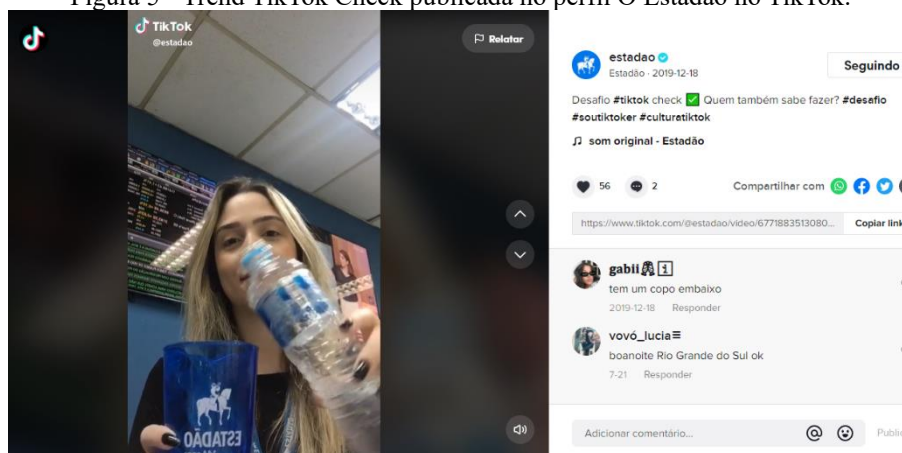 Figura 5 - Trend TikTok Check publicada no perfil O Estadão no TikTok.
TikTok
@estadao
Relatar
ESTADÃO
estadao
Estadão · 2019-12-18
Seguindo
Desafio #tiktok check ✅ Quem também sabe fazer? #desafio
#soutiktoker #culturatiktok
♫ som original - Estadão
56
2
Compartilhar com
https://www.tiktok.com/@estadao/video/6771883513080...
Copiar link
gabii
tem um copo embaixo
2019-12-18 Responder
vovó_lucia≡
boanoite Rio Grande do Sul ok
7-21 Responder
Adicionar comentário...
@